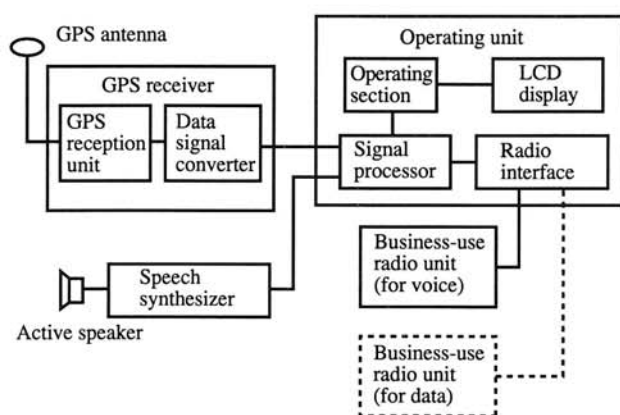 GPS antenna
Operating unit
GPS receiver
GPS
reception
unit
Data
signal
converter
Operating
section
LCD
display
Signal
processor
Radio
interface
Business-use
radio unit
(for voice)
Speech
synthesizer
Active speaker
Business-use
radio unit
(for data)